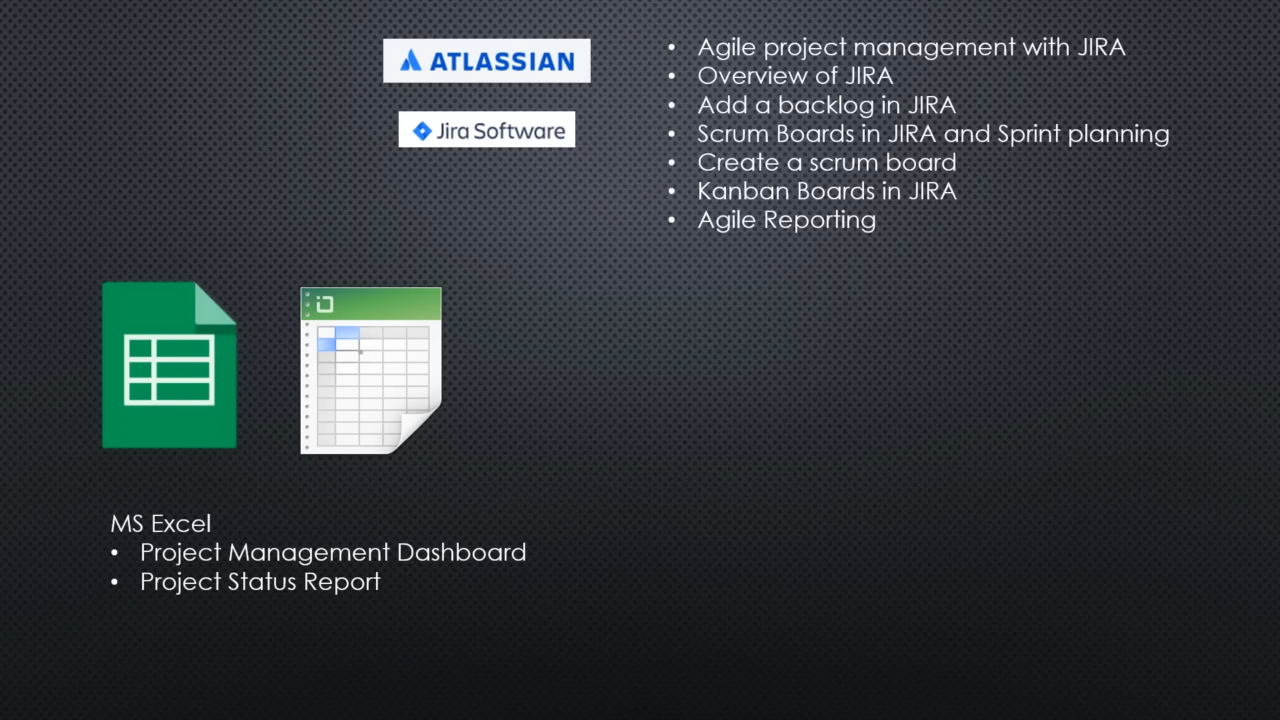 ATLASSIAN
Jira Software
• Agile project management with JIRA
• Overview of JIRA
• Add a backlog in JIRA
• Scrum Boards in JIRA and Sprint planning
• Create a scrum board
• Kanban Boards in JIRA
• Agile Reporting
MS Excel
• Project Management Dashboard
• Project Status Report